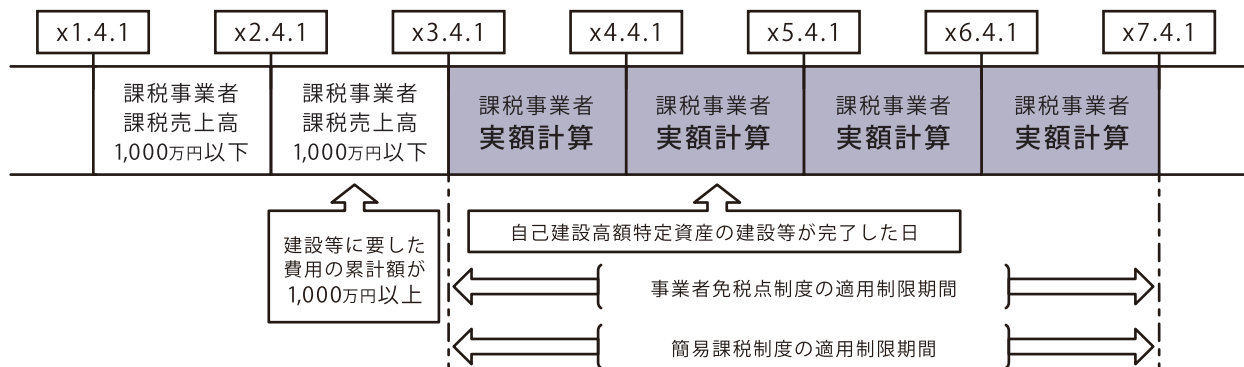 x1.4.1
x2.4.1
x3.4.1
x4.4.1
x5.4.1
x6.4.1
x7.4.1
課税事業者
課税売上高
1,000万円以下
課税事業者
課税売上高
1,000万円以下
課税事業者
実額計算
課税事業者
実額計算
課税事業者
実額計算
課税事業者
実額計算
建設等に要した
費用の累計額が
1,000万円以上
自己建設高額特定資産の建設等が完了した日
事業者免税点制度の適用制限期間
簡易課税制度の適用制限期間